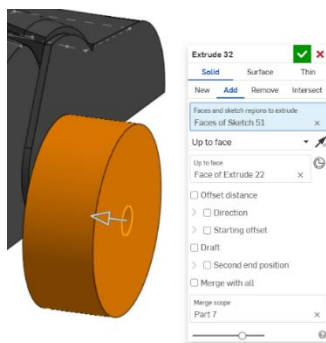 Extrude 32
Solid Surface Thin
New Add Remove Intersect
Faces and sketch regions to extrude
Faces of Sketch 51
Up to face
Up to face
Face of Extrude 22
Offset distance
Direction
Starting offset
Draft
Second end position
Merge with all
Merge scope
Part 7